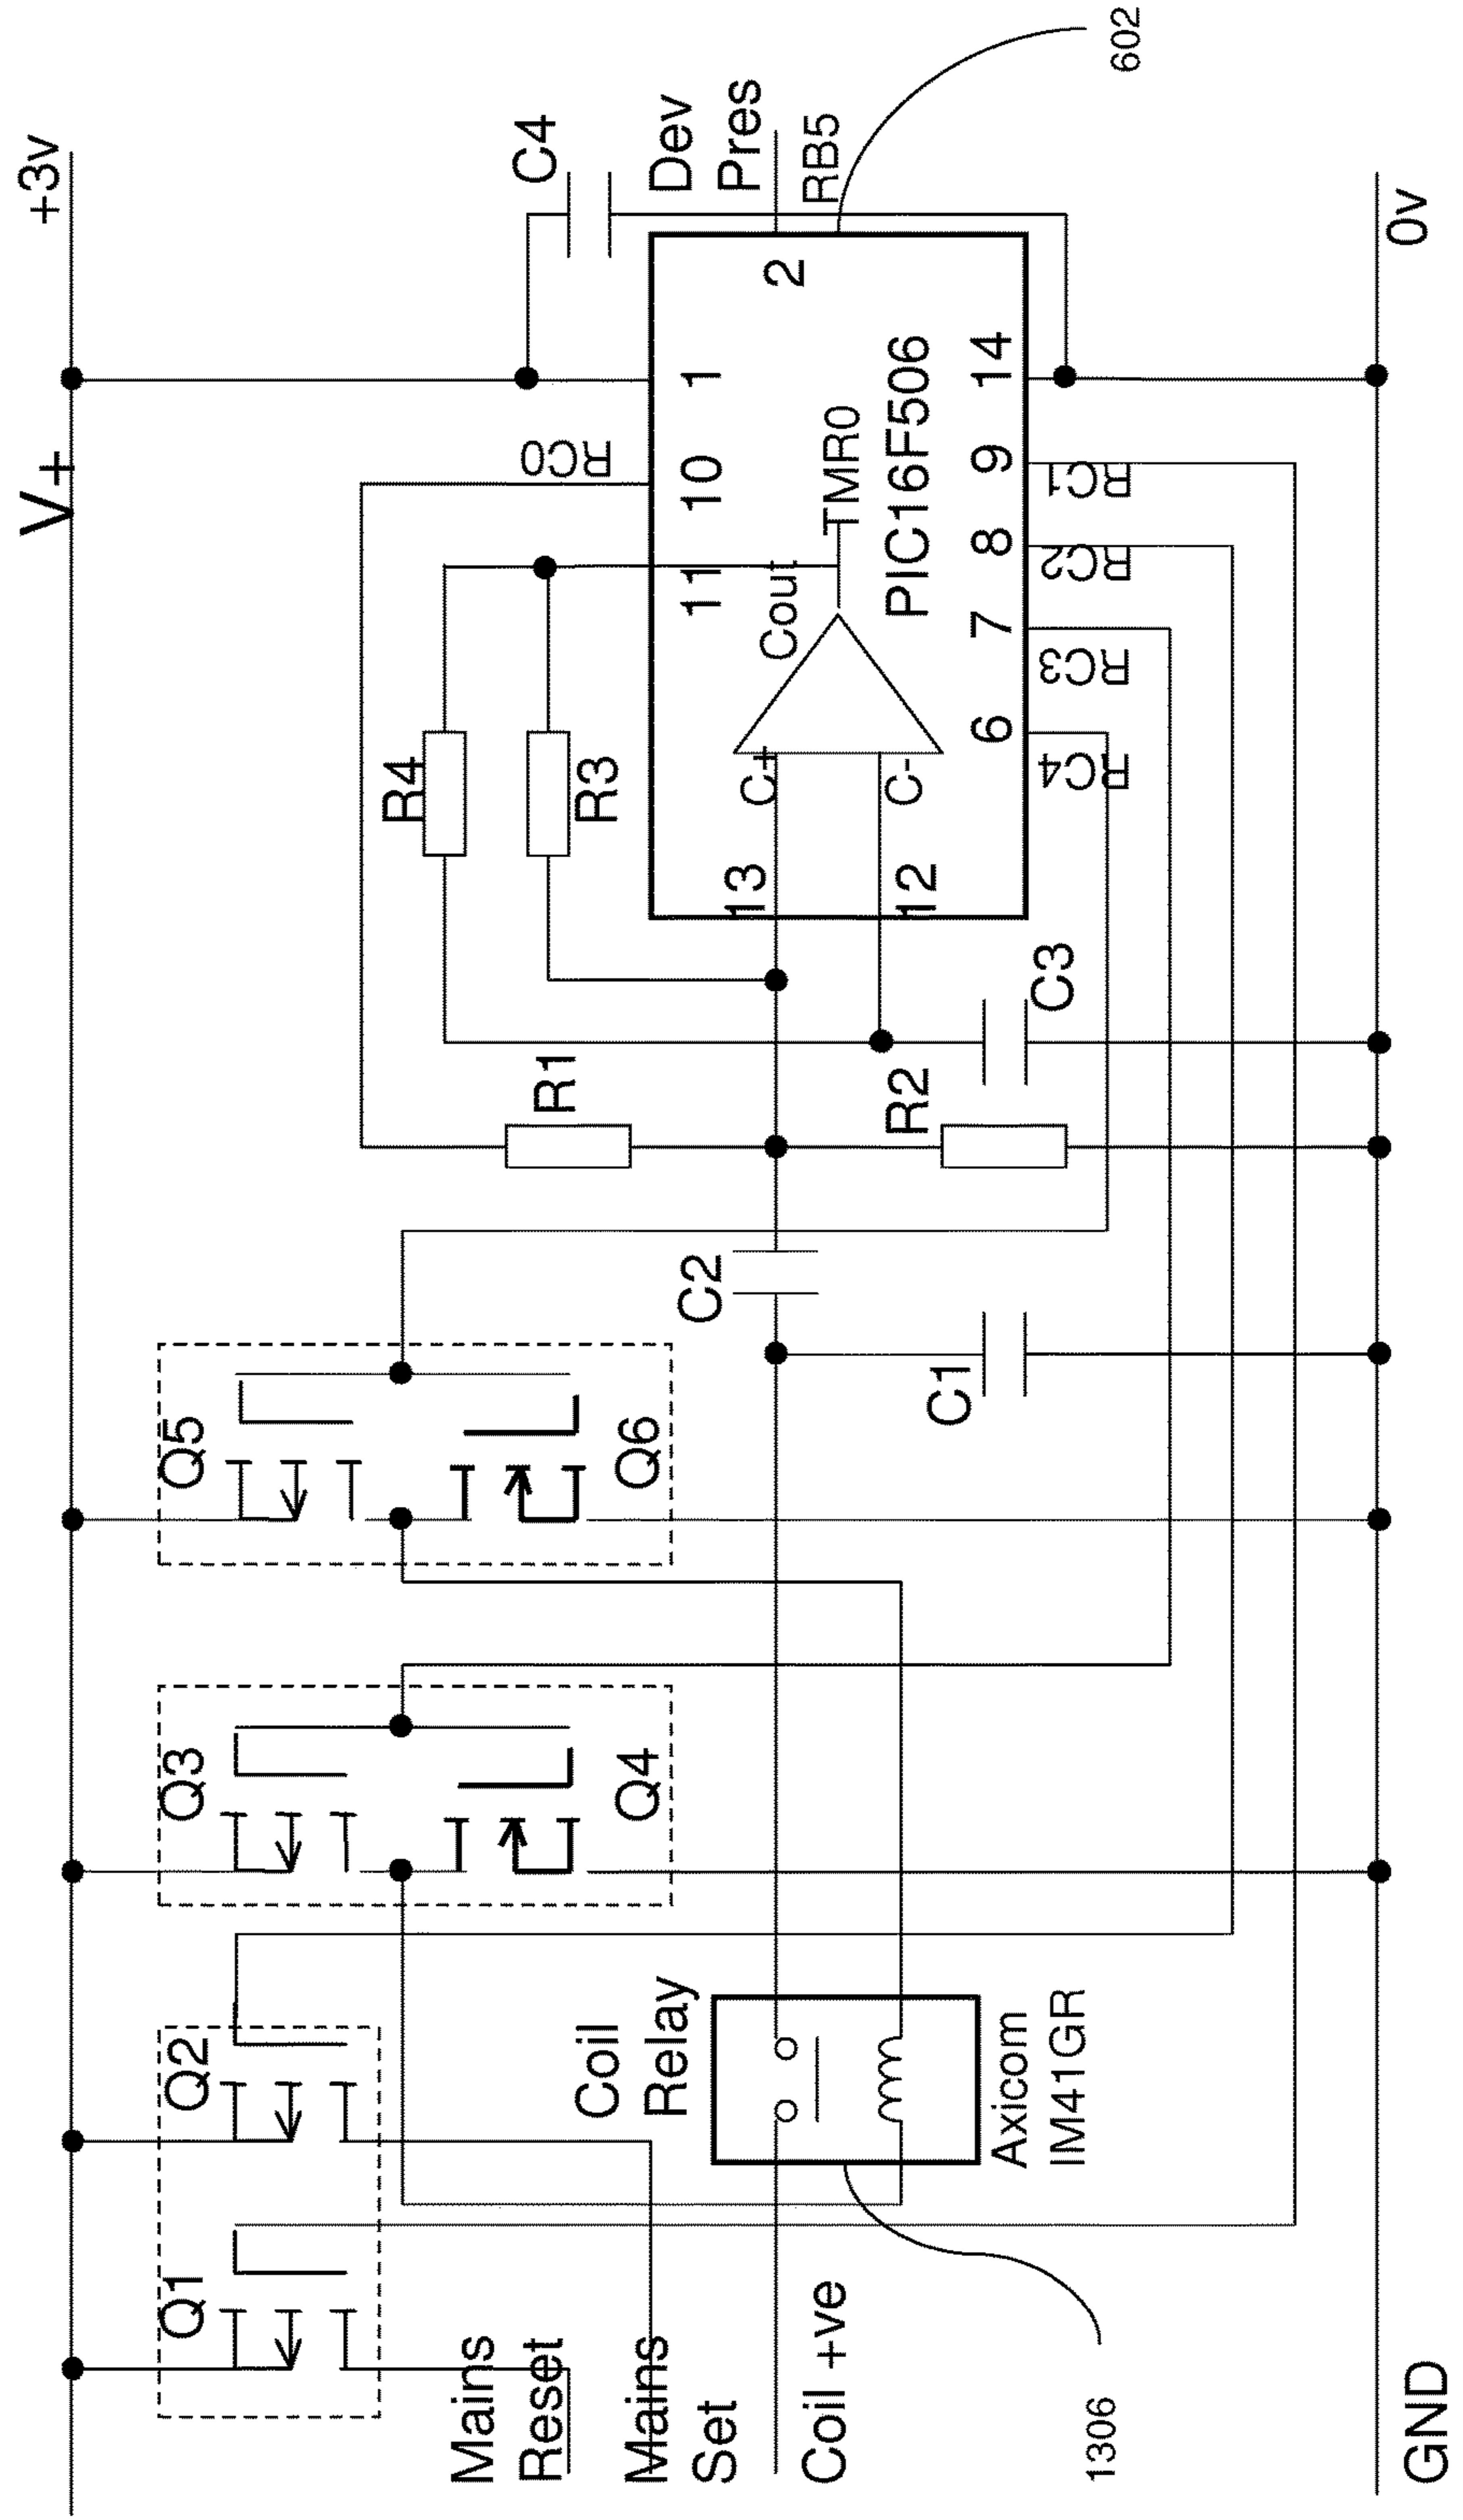 V+
+3v
Q1
Q2
Q3
Q5
R4
RC0
C4
R3
Mains
Reset
Coil
Relay
Q4
Q6
R1
11
10
1
Dev
Pres
Mains
Set
C2
13
C+
Cout
2
RB5
Coil +ve
TMR0
C1
R2
12
C-
PIC16F506
Axicom
IM41GR
6
7
8
9
14
C3
RC4
RC3
RC2
RC1
1306
602
GND
0v